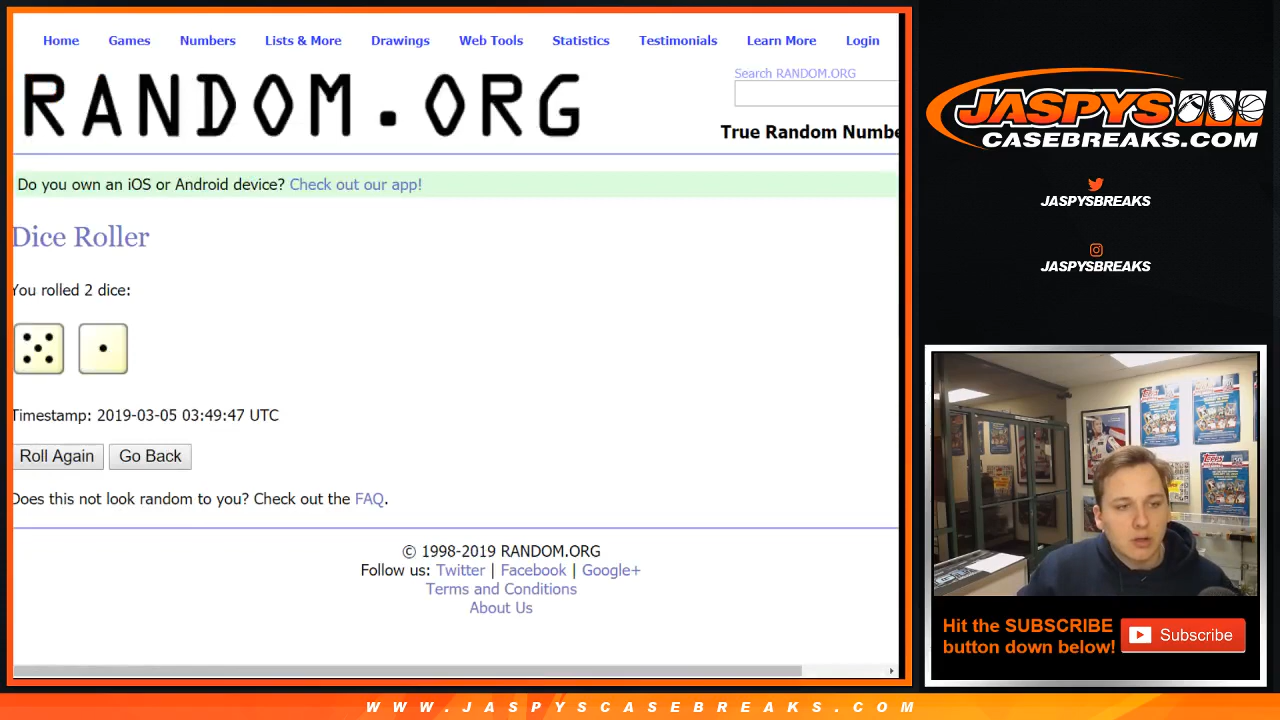 Home Games Numbers Lists & More Drawings Web Tools Statistics Testimonials Learn More Login
RANDOM.ORG
Search RANDOM.ORG
True Random Numbe
Do you own an iOS or Android device? Check out our app!
Dice Roller
You rolled 2 dice:
Timestamp: 2019-03-05 03:49:47 UTC
Roll Again Go Back
Does this not look random to you? Check out the FAQ.
© 1998-2019 RANDOM.ORG
Follow us: Twitter | Facebook | Google+
Terms and Conditions
About Us
JASPYS
CASEBREAKS.COM
JASPYSBREAKS
JASPYSBREAKS
Hit the SUBSCRIBE
button down below!
Subscribe
WWW.JASPYSCASEBREAKS.COM